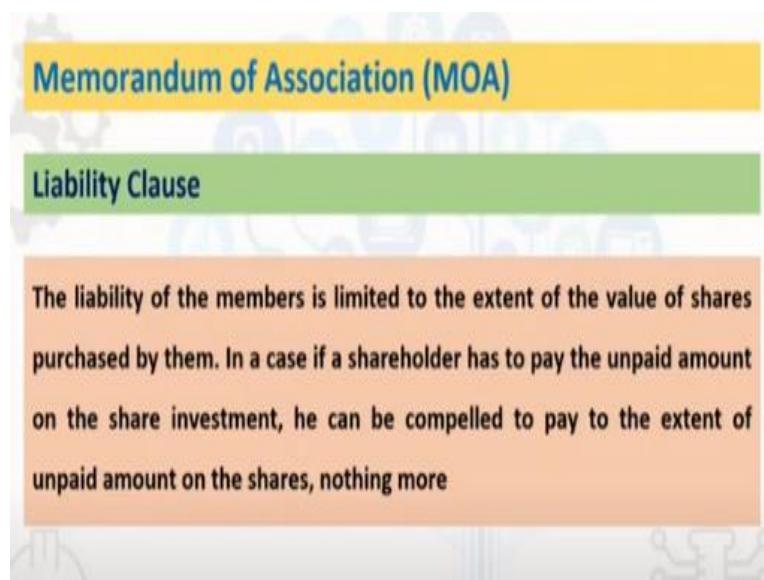 Memorandum of Association (MOA)
Liability Clause
The liability of the members is limited to the extent of the value of shares
purchased by them. In a case if a shareholder has to pay the unpaid amount
on the share investment, he can be compelled to pay to the extent of
unpaid amount on the shares, nothing more